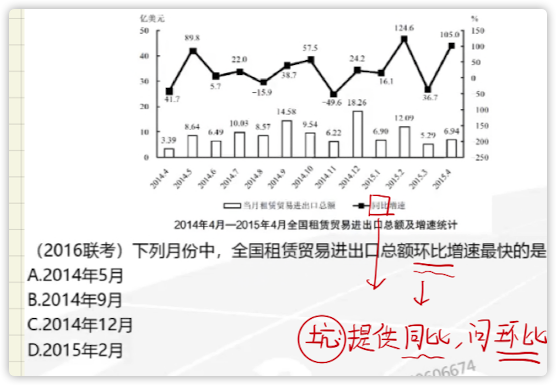 亿美元 %
50 40 30 20 10 0
150 100 50 0 50 100 150 200 250
89.8 5.7 22.0 -15.9 38.7 57.5 -49.6 24.2 16.1 124.6 36.7 105.0
41.7
3.39 8.64 6.49 10.03 8.57 14.58 9.54 6.22 18.26 6.90 12.09 5.29 6.94
2014.4 2014.5 2014.6 2014.7 2014.8 2014.9 2014.10 2014.11 2014.12 2015.1 2015.2 2015.3 2015.4
当月租赁贸易进出口总额 同比增速
2014年4月—2015年4月全国租赁贸易进出口总额及增速统计
(2016联考)下列月份中,全国租赁贸易进出口总额环比增速最快的是
A.2014年5月
B.2014年9月
C.2014年12月
D.2015年2月
坑 提供同比,问环比
606674